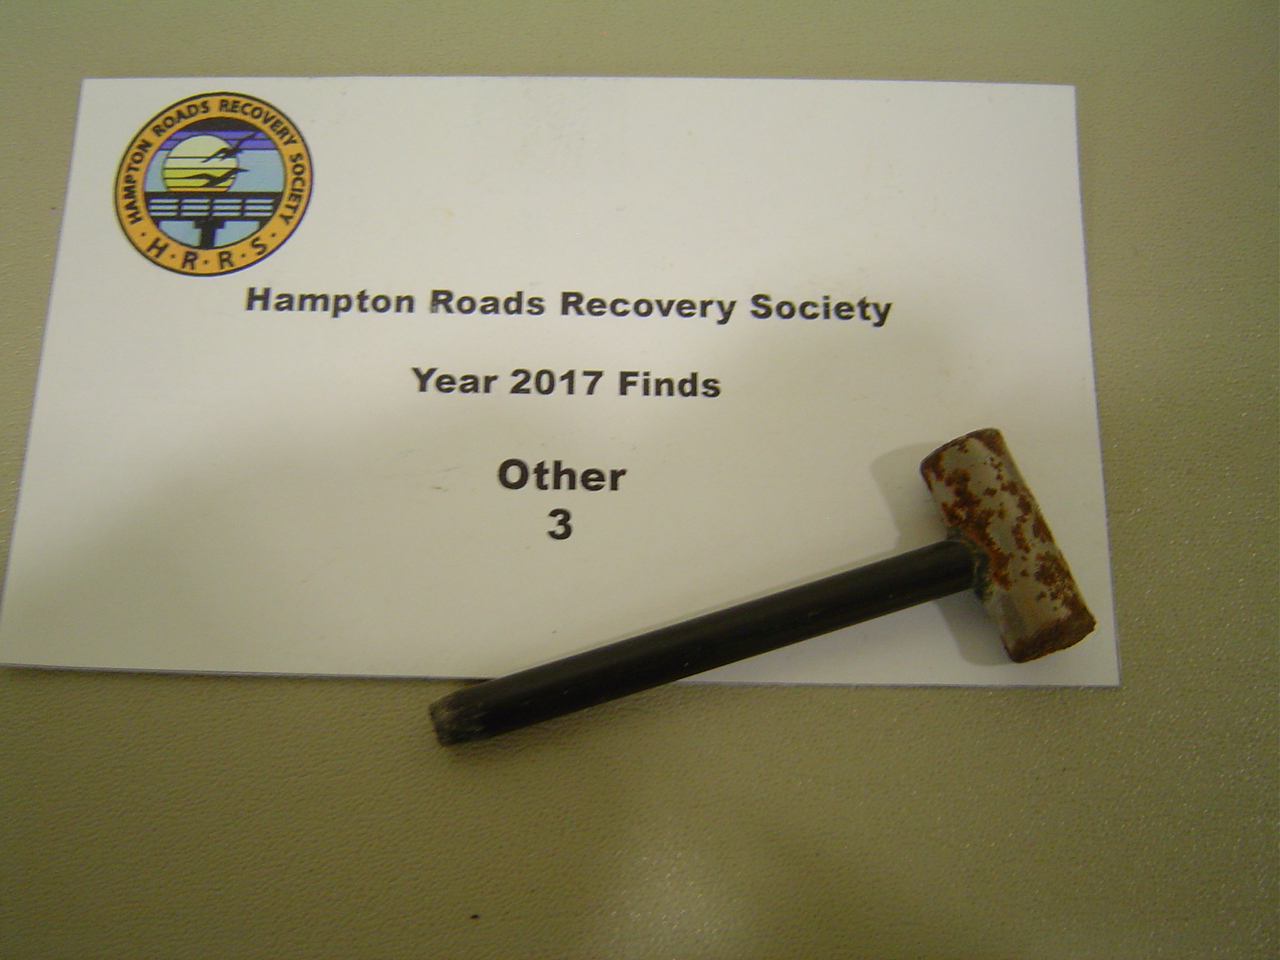 HAMPTON ROADS RECOVERY SOCIETY
· H · R · R · S ·
Hampton Roads Recovery Society
Year 2017 Finds
Other
3